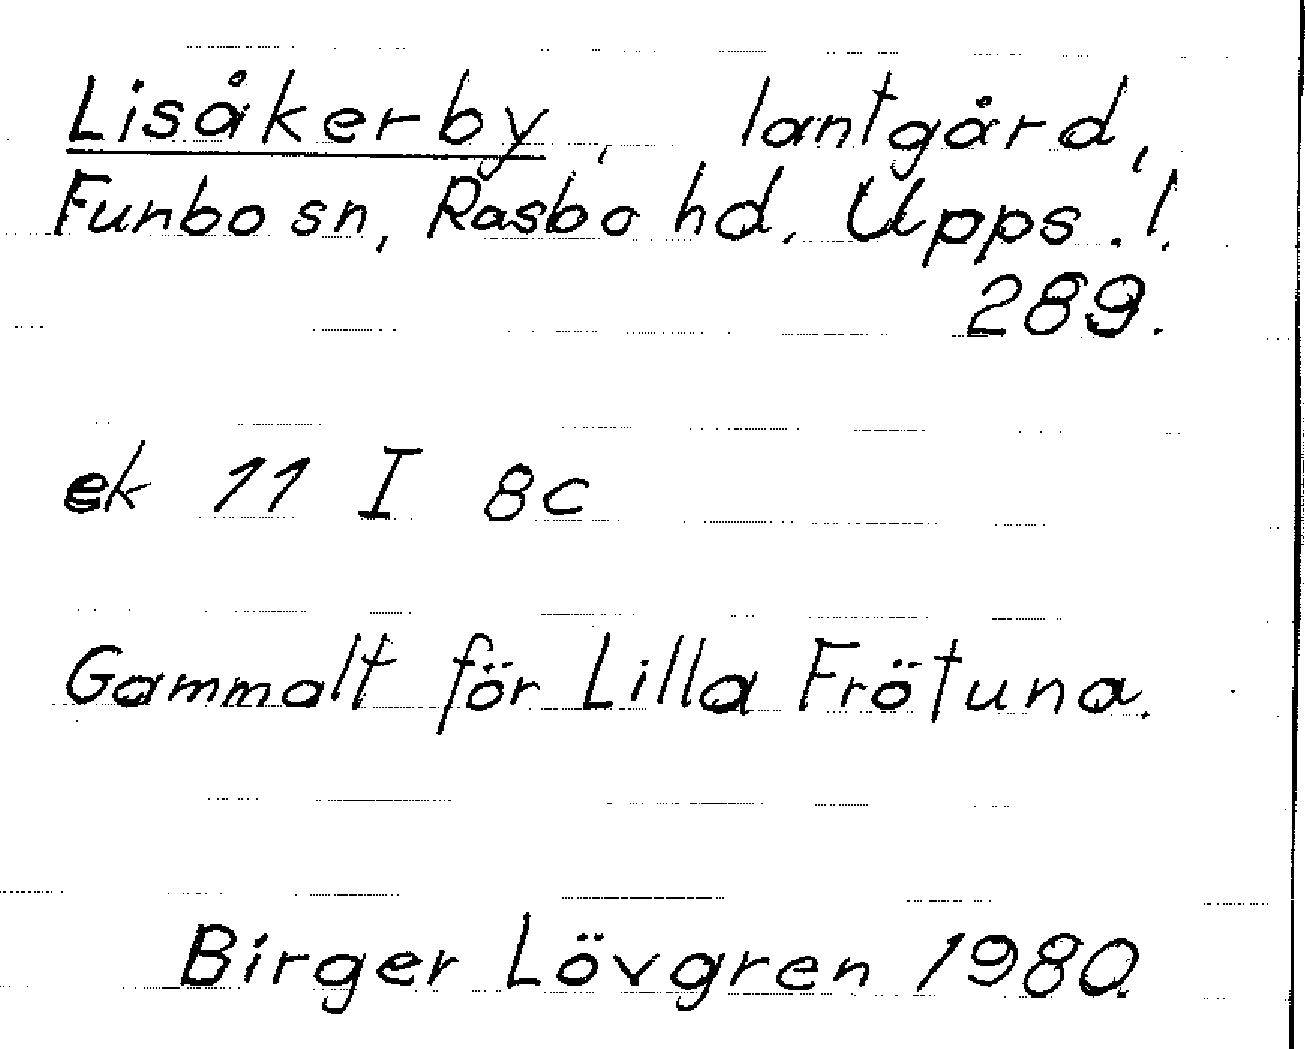 Lisåkerby, lantgård,
Funbo sn, Rasbo hd, Upps. l.
289.
ek 11 I 8c
Gammalt för Lilla Frötuna.
Birger Lövgren 1980.